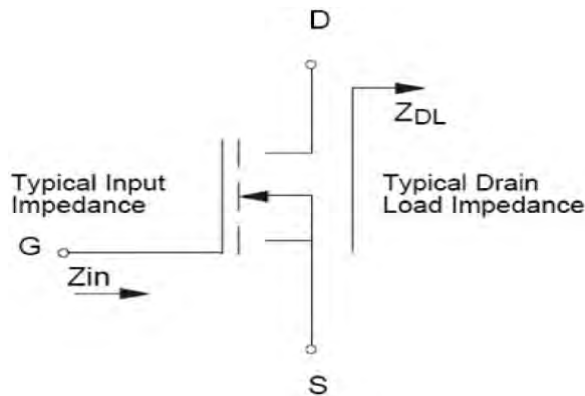 D
ZDL
Typical Input
Impedance
Typical Drain
Load Impedance
G
Zin
S